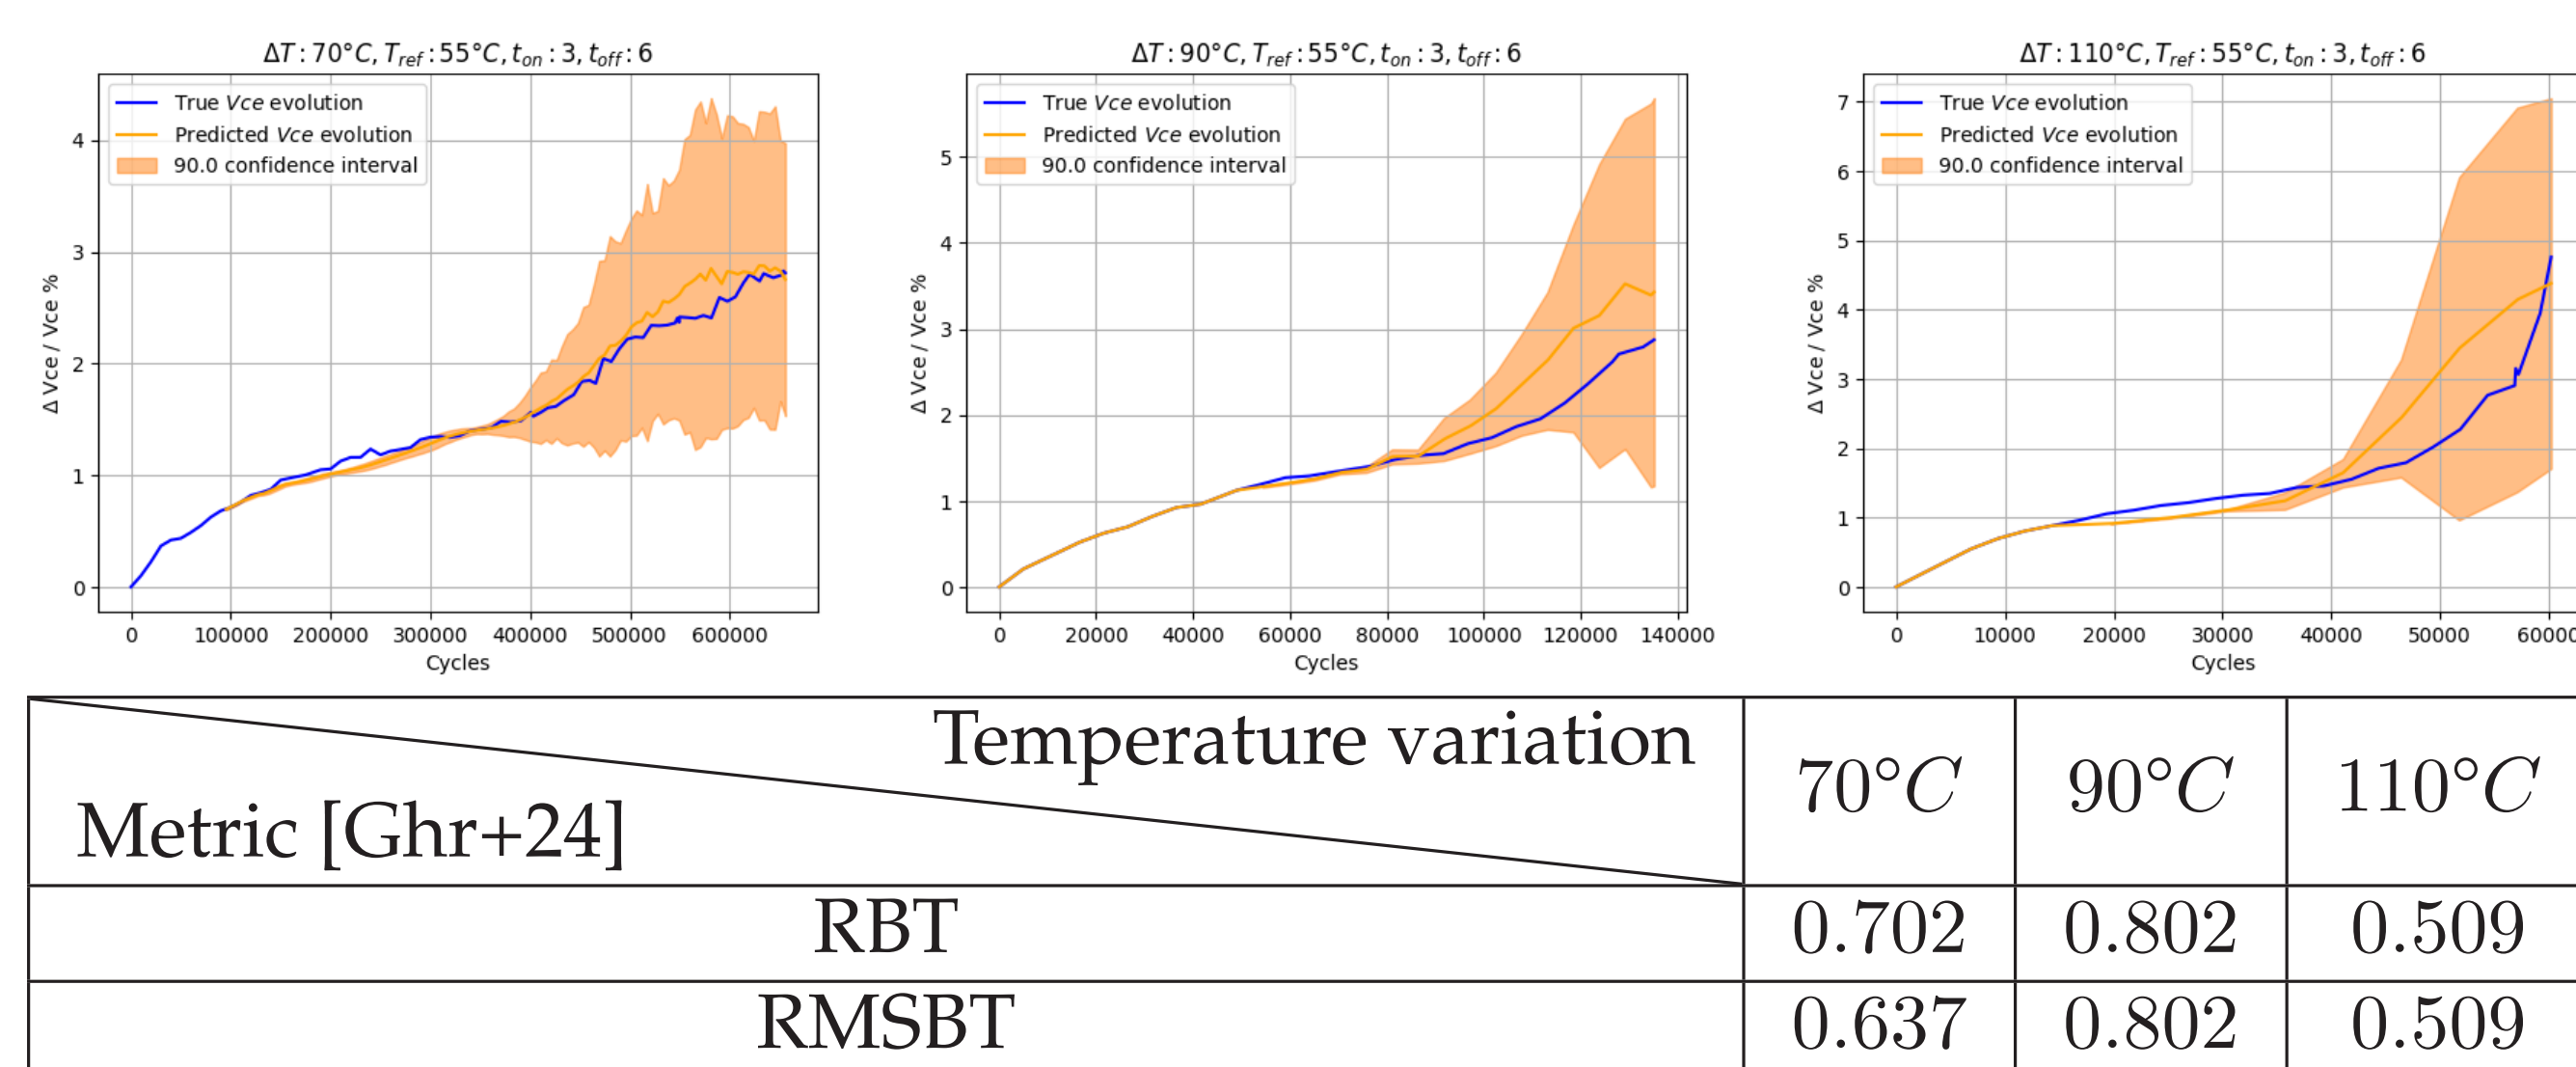 ΔT : 70°C, T_ref : 55°C, t_on : 3, t_off : 6
True Vce evolution
Predicted Vce evolution
90.0 confidence interval
4
3
2
1
0
Δ Vce / Vce %
0 100000 200000 300000 400000 500000 600000
Cycles
ΔT : 90°C, T_ref : 55°C, t_on : 3, t_off : 6
True Vce evolution
Predicted Vce evolution
90.0 confidence interval
5
4
3
2
1
0
Δ Vce / Vce %
0 20000 40000 60000 80000 100000 120000 140000
Cycles
ΔT : 110°C, T_ref : 55°C, t_on : 3, t_off : 6
True Vce evolution
Predicted Vce evolution
90.0 confidence interval
7
6
5
4
3
2
1
0
Δ Vce / Vce %
0 10000 20000 30000 40000 50000 60000
Cycles
Temperature variation
Metric [Ghr+24]
70°C 90°C 110°C
RBT 0.702 0.802 0.509
RMSBT 0.637 0.802 0.509